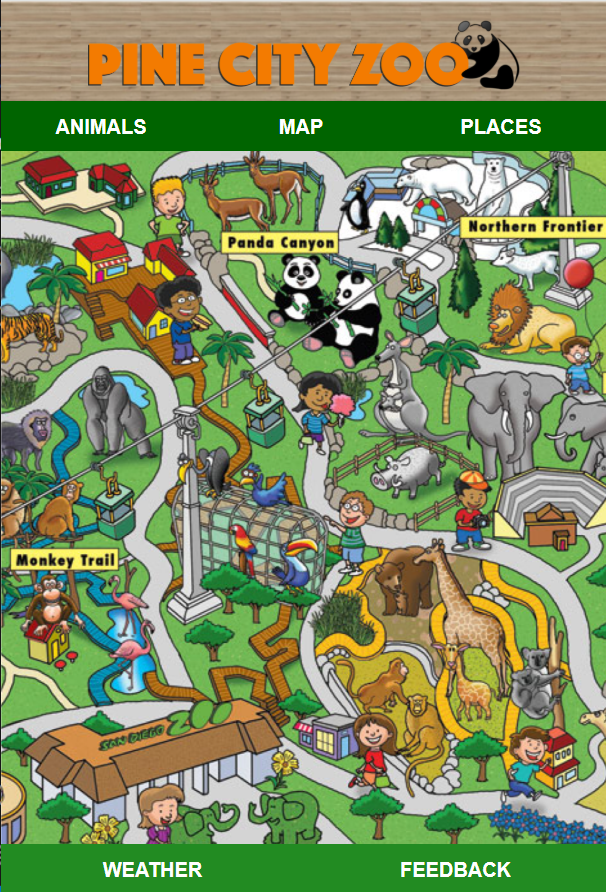 PINE CITY ZOO
ANIMALS MAP PLACES
Northern Frontier
Panda Canyon
Monkey Trail
SAN DIEGO ZOO
WEATHER FEEDBACK